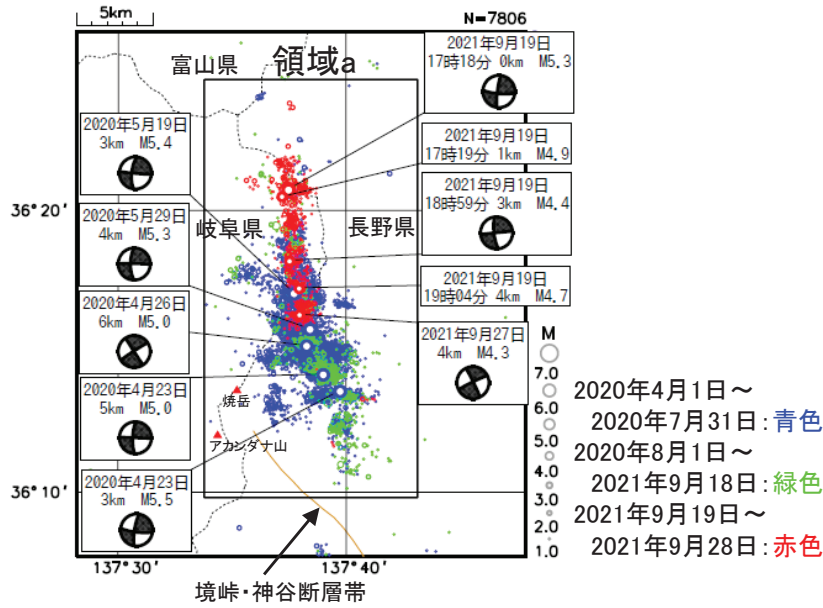 5km
N=7806
富山県
領域a
2021年9月19日
17時18分 0km M5.3
2020年5月19日
3km M5.4
2021年9月19日
17時19分 1km M4.9
2021年9月19日
18時59分 3km M4.4
36°20'
2020年5月29日
4km M5.3
岐阜県
長野県
2021年9月19日
19時04分 4km M4.7
2020年4月26日
6km M5.0
2021年9月27日
4km M4.3
2020年4月23日
5km M5.0
焼岳
アカンダナ山
2020年4月23日
3km M5.5
36°10'
137°30'
137°40'
境峠・神谷断層帯
M
7.0
6.0
5.0
4.0
3.0
2.0
1.0
2020年4月1日～
2020年7月31日：青色
2020年8月1日～
2021年9月18日：緑色
2021年9月19日～
2021年9月28日：赤色